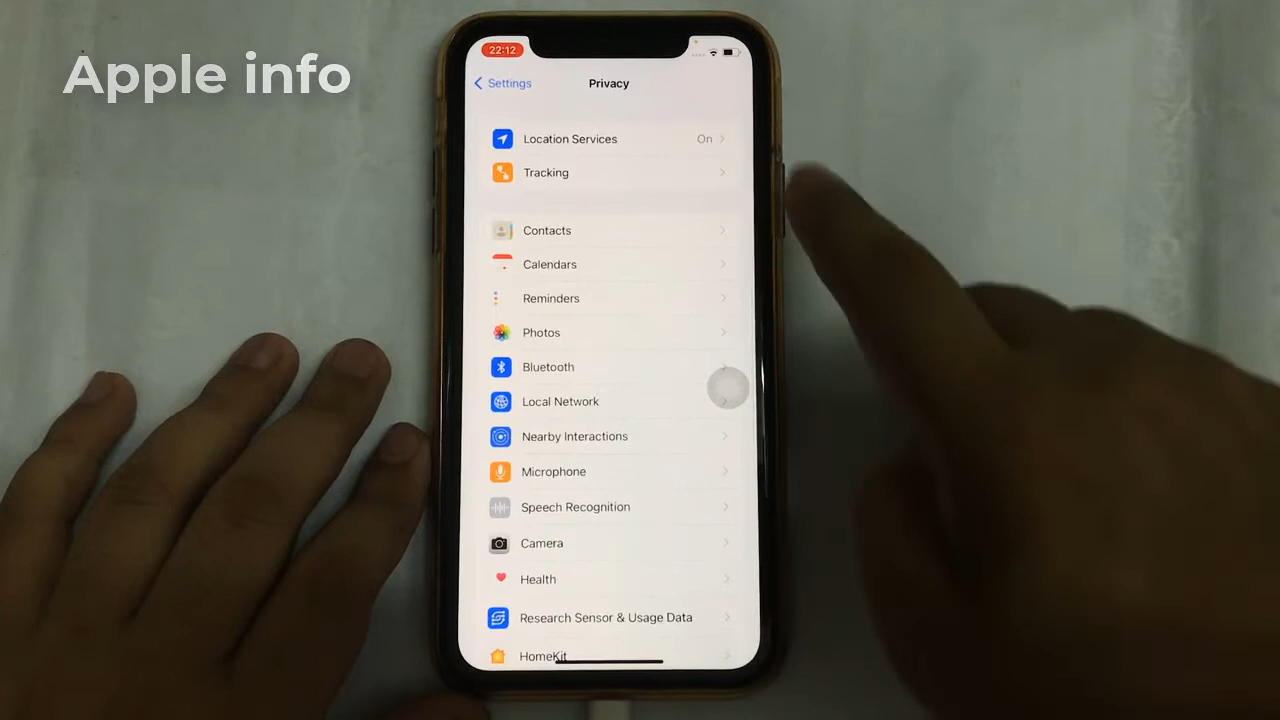 Apple info
22:12
Settings
Privacy
Location Services On
Tracking
Contacts
Calendars
Reminders
Photos
Bluetooth
Local Network
Nearby Interactions
Microphone
Speech Recognition
Camera
Health
Research Sensor & Usage Data
HomeKit